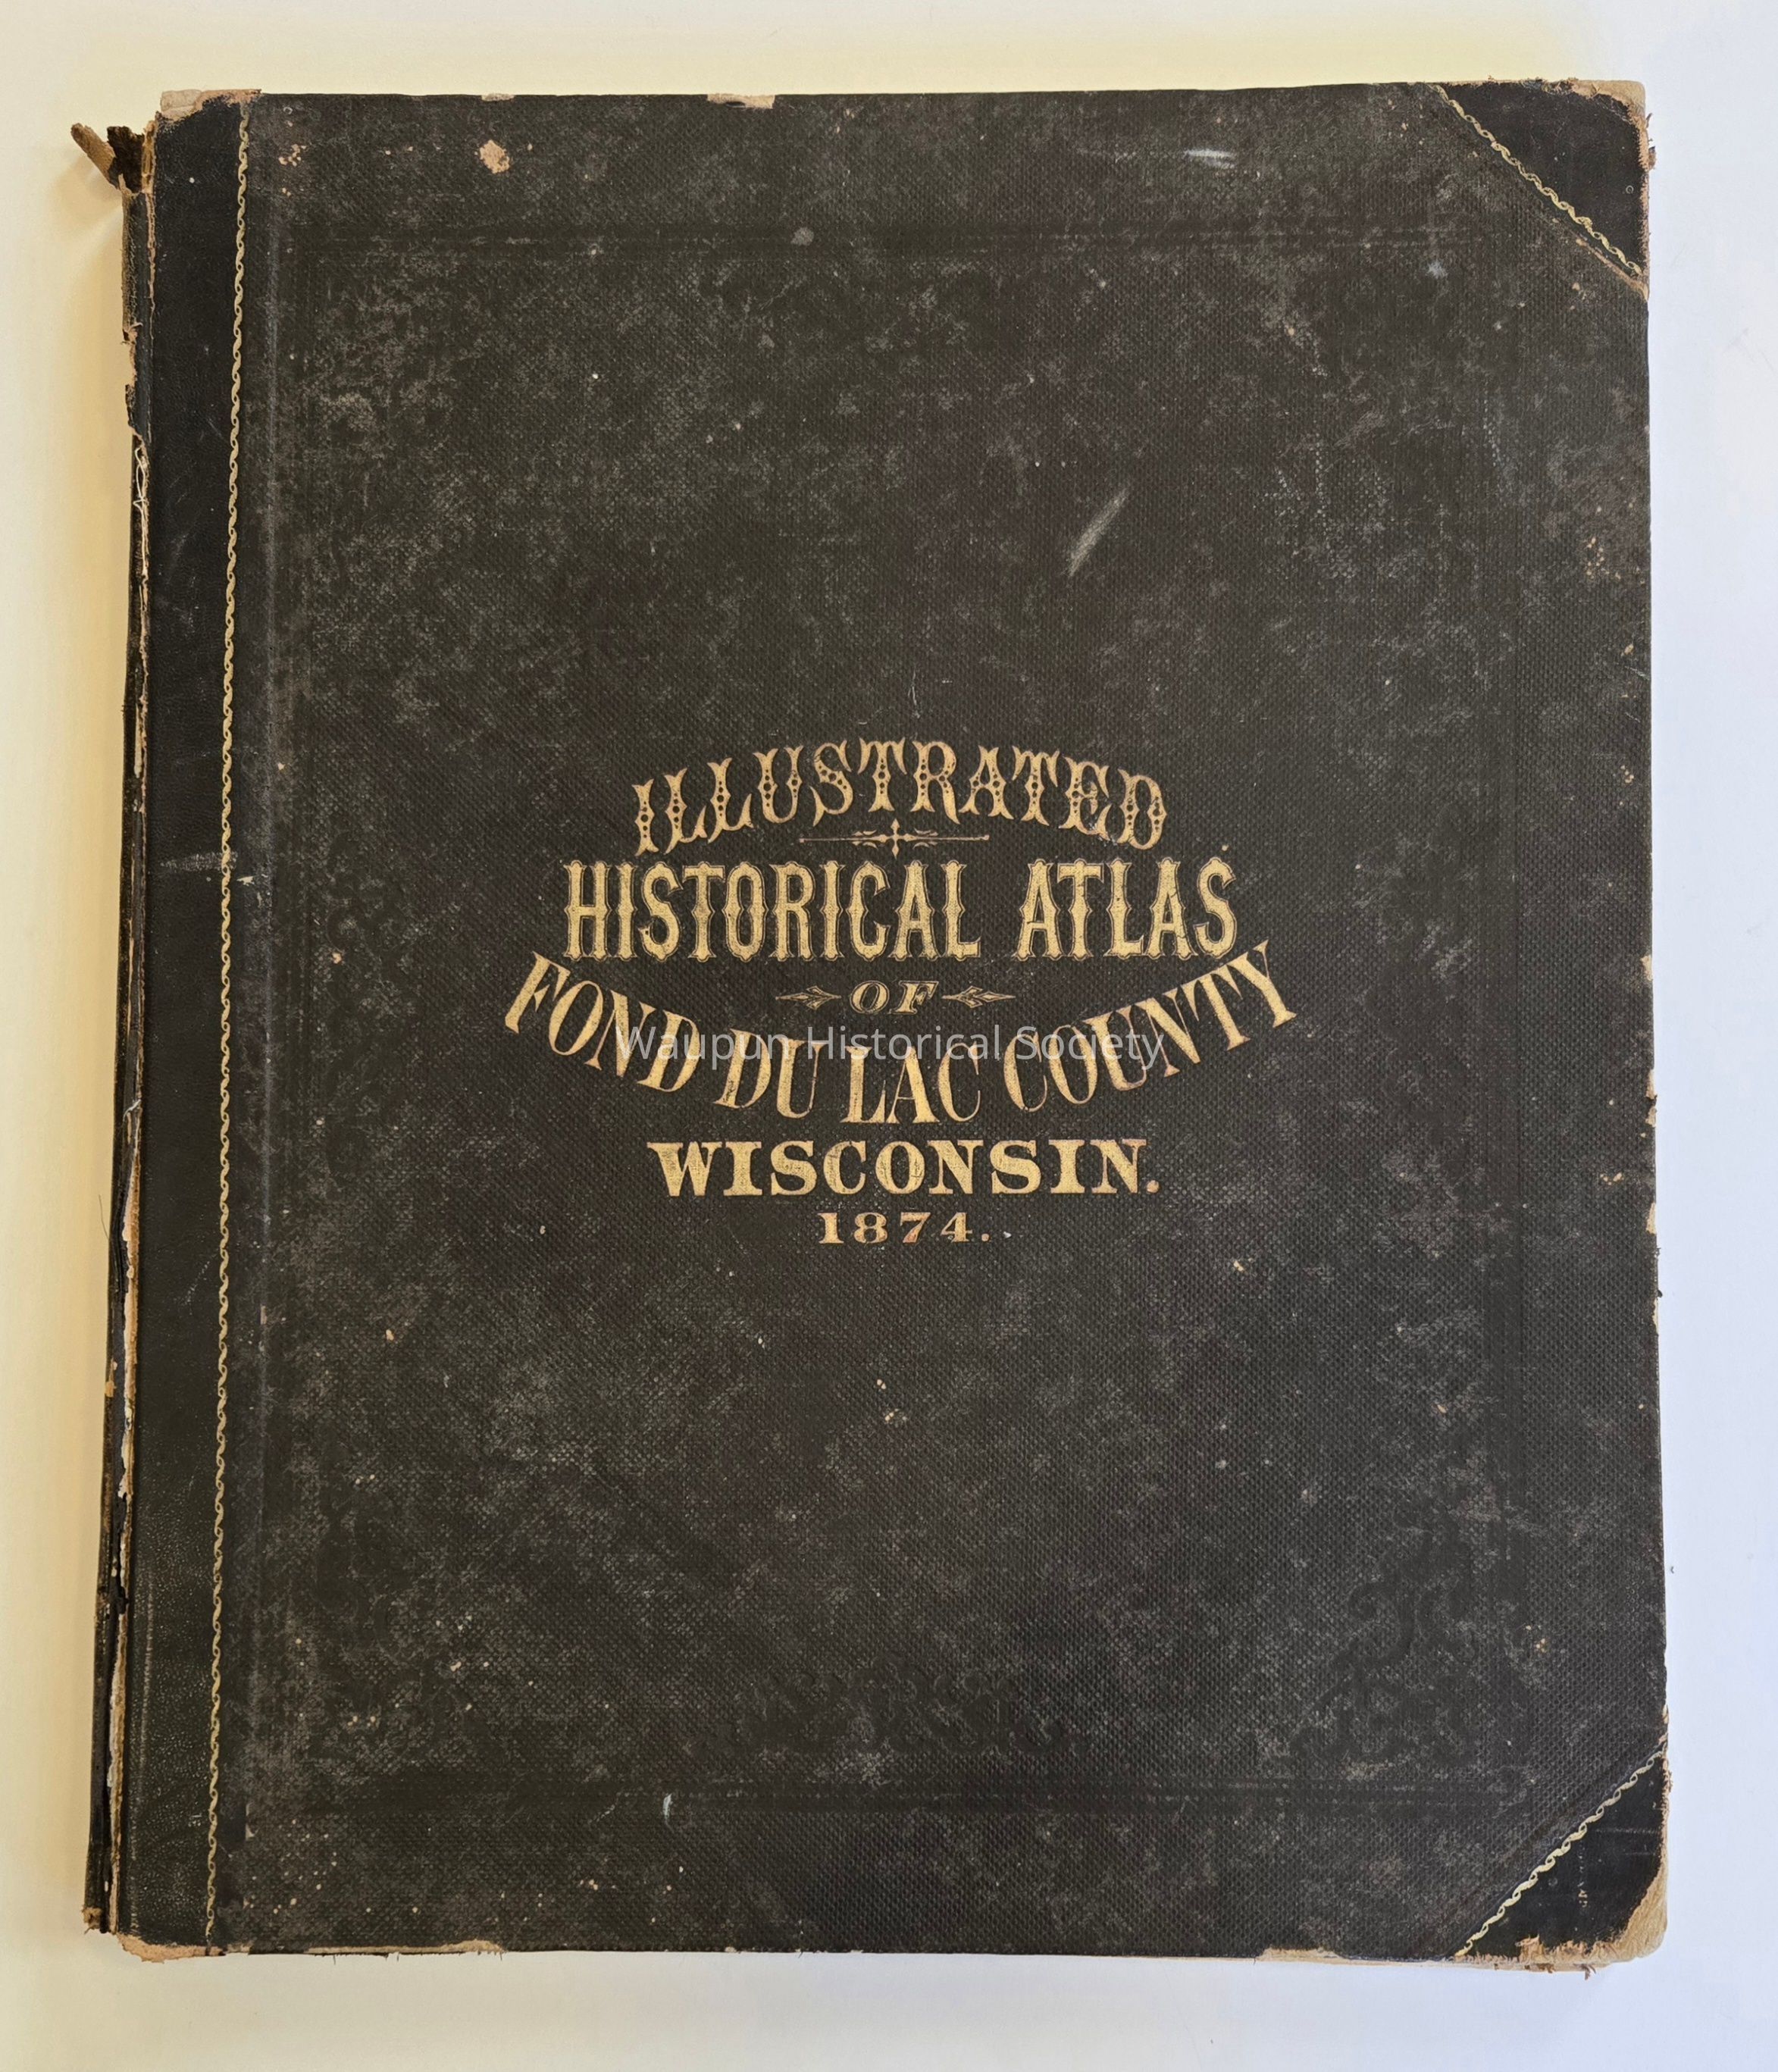 ILLUSTRATED
HISTORICAL ATLAS
OF
FOND DU LAC COUNTY
Waupun Historical Society
WISCONSIN.
1874.